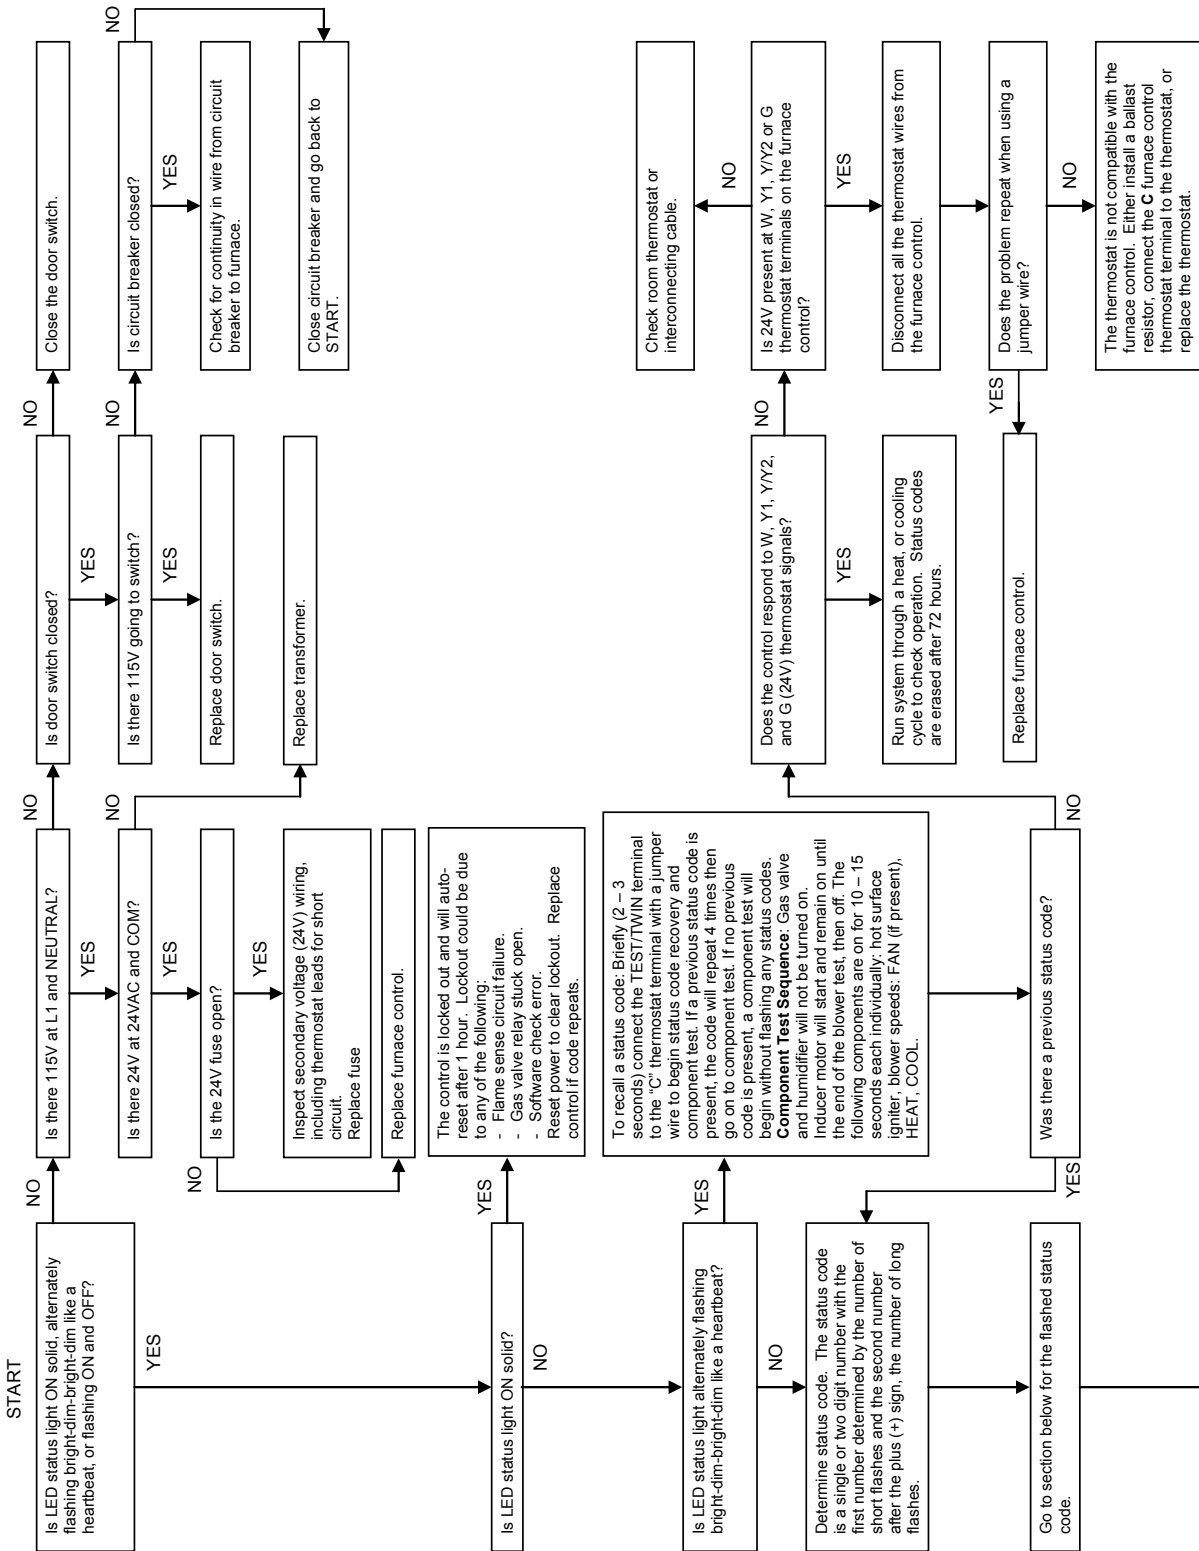 START
Is LED status light ON solid, alternately
flashing bright-dim-bright-dim like a
heartbeat, or flashing ON and OFF?
NO
YES
Is there 115V at L1 and NEUTRAL?
NO
YES
Is door switch closed?
NO
YES
Close the door switch.
Is there 24V at 24VAC and COM?
NO
YES
Is there 115V going to switch?
NO
YES
Is circuit breaker closed?
NO
YES
Is the 24V fuse open?
NO
YES
Replace door switch.
Check for continuity in wire from circuit
breaker to furnace.
Inspect secondary voltage (24V) wiring,
including thermostat leads for short
circuit.
Replace fuse
Replace transformer.
Close circuit breaker and go back to
START.
Replace furnace control.
Is LED status light ON solid?
YES
NO
The control is locked out and will auto-
reset after 1 hour. Lockout could be due
to any of the following:
- Flame sense circuit failure.
- Gas valve relay stuck open.
- Software check error.
Reset power to clear lockout. Replace
control if code repeats.
Is LED status light alternately flashing
bright-dim-bright-dim like a heartbeat?
YES
NO
To recall a status code: Briefly (2 – 3
seconds) connect the TEST/TWIN terminal
to the “C” thermostat terminal with a jumper
wire to begin status code recovery and
component test. If a previous status code is
present, the code will repeat 4 times then
go on to component test. If no previous
code is present, a component test will
begin without flashing any status codes.
Component Test Sequence: Gas valve
and humidifier will not be turned on.
Inducer motor will start and remain on until
the end of the blower test, then off. The
following components are on for 10 – 15
seconds each individually: hot surface
igniter, blower speeds: FAN (if present),
HEAT, COOL.
Determine status code. The status code
is a single or two digit number with the
first number determined by the number of
short flashes and the second number
after the plus (+) sign, the number of long
flashes.
Was there a previous status code?
YES
NO
Go to section below for the flashed status
code.
Does the control respond to W, Y1, Y/Y2,
and G (24V) thermostat signals?
NO
YES
Run system through a heat, or cooling
cycle to check operation. Status codes
are erased after 72 hours.
Check room thermostat or
interconnecting cable.
NO
Is 24V present at W, Y1, Y/Y2 or G
thermostat terminals on the furnace
control?
YES
Disconnect all the thermostat wires from
the furnace control.
Does the problem repeat when using a
jumper wire?
YES
NO
Replace furnace control.
The thermostat is not compatible with the
furnace control. Either install a ballast
resistor, connect the C furnace control
thermostat terminal to the thermostat, or
replace the thermostat.